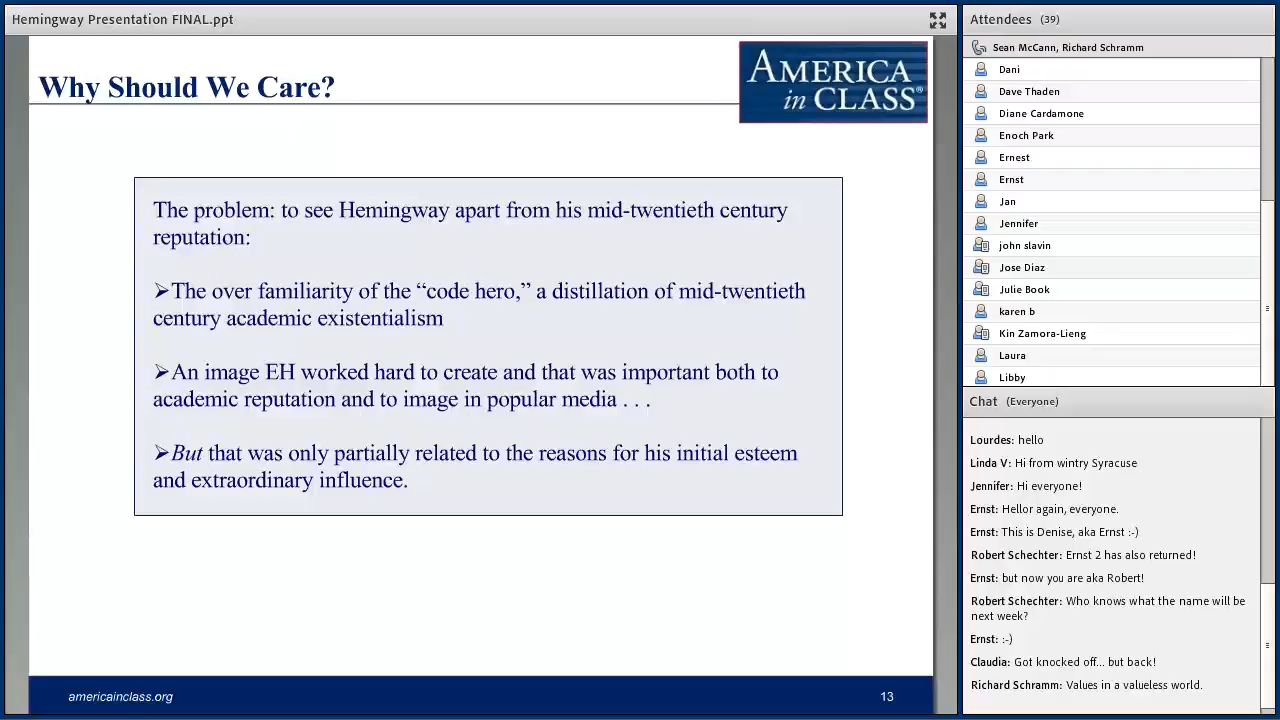 Hemingway Presentation FINAL.ppt
Why Should We Care?
AMERICA
in CLASS®
The problem: to see Hemingway apart from his mid-twentieth century
reputation:
➢The over familiarity of the “code hero,” a distillation of mid-twentieth
century academic existentialism
➢An image EH worked hard to create and that was important both to
academic reputation and to image in popular media . . .
➢But that was only partially related to the reasons for his initial esteem
and extraordinary influence.
americainclass.org
13
Attendees (39)
Sean McCann, Richard Schramm
Dani
Dave Thaden
Diane Cardamone
Enoch Park
Ernest
Ernst
Jan
Jennifer
john slavin
Jose Diaz
Julie Book
karen b
Kin Zamora-Lieng
Laura
Libby
Chat (Everyone)
Lourdes: hello
Linda V: Hi from wintry Syracuse
Jennifer: Hi everyone!
Ernst: Hellor again, everyone.
Ernst: This is Denise, aka Ernst :-)
Robert Schechter: Ernst 2 has also returned!
Ernst: but now you are aka Robert!
Robert Schechter: Who knows what the name will be
next week?
Ernst: :-)
Claudia: Got knocked off... but back!
Richard Schramm: Values in a valueless world.